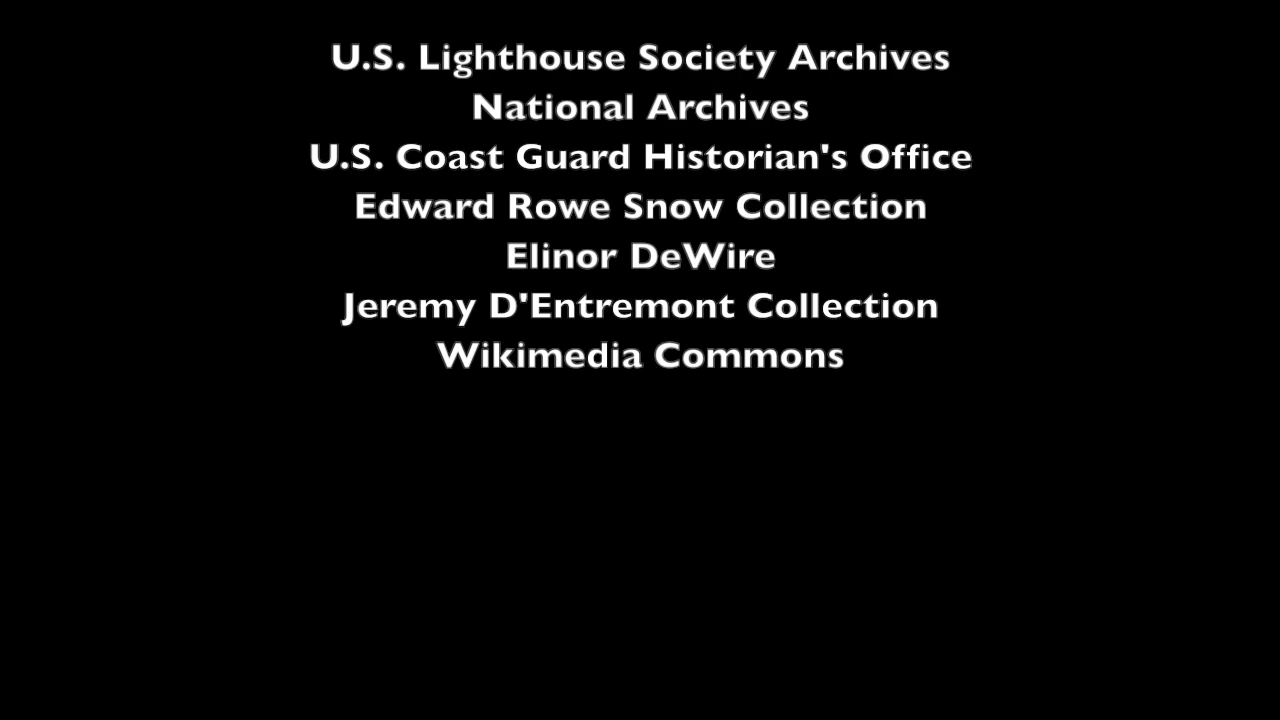 U.S. Lighthouse Society Archives
National Archives
U.S. Coast Guard Historian's Office
Edward Rowe Snow Collection
Elinor DeWire
Jeremy D'Entremont Collection
Wikimedia Commons